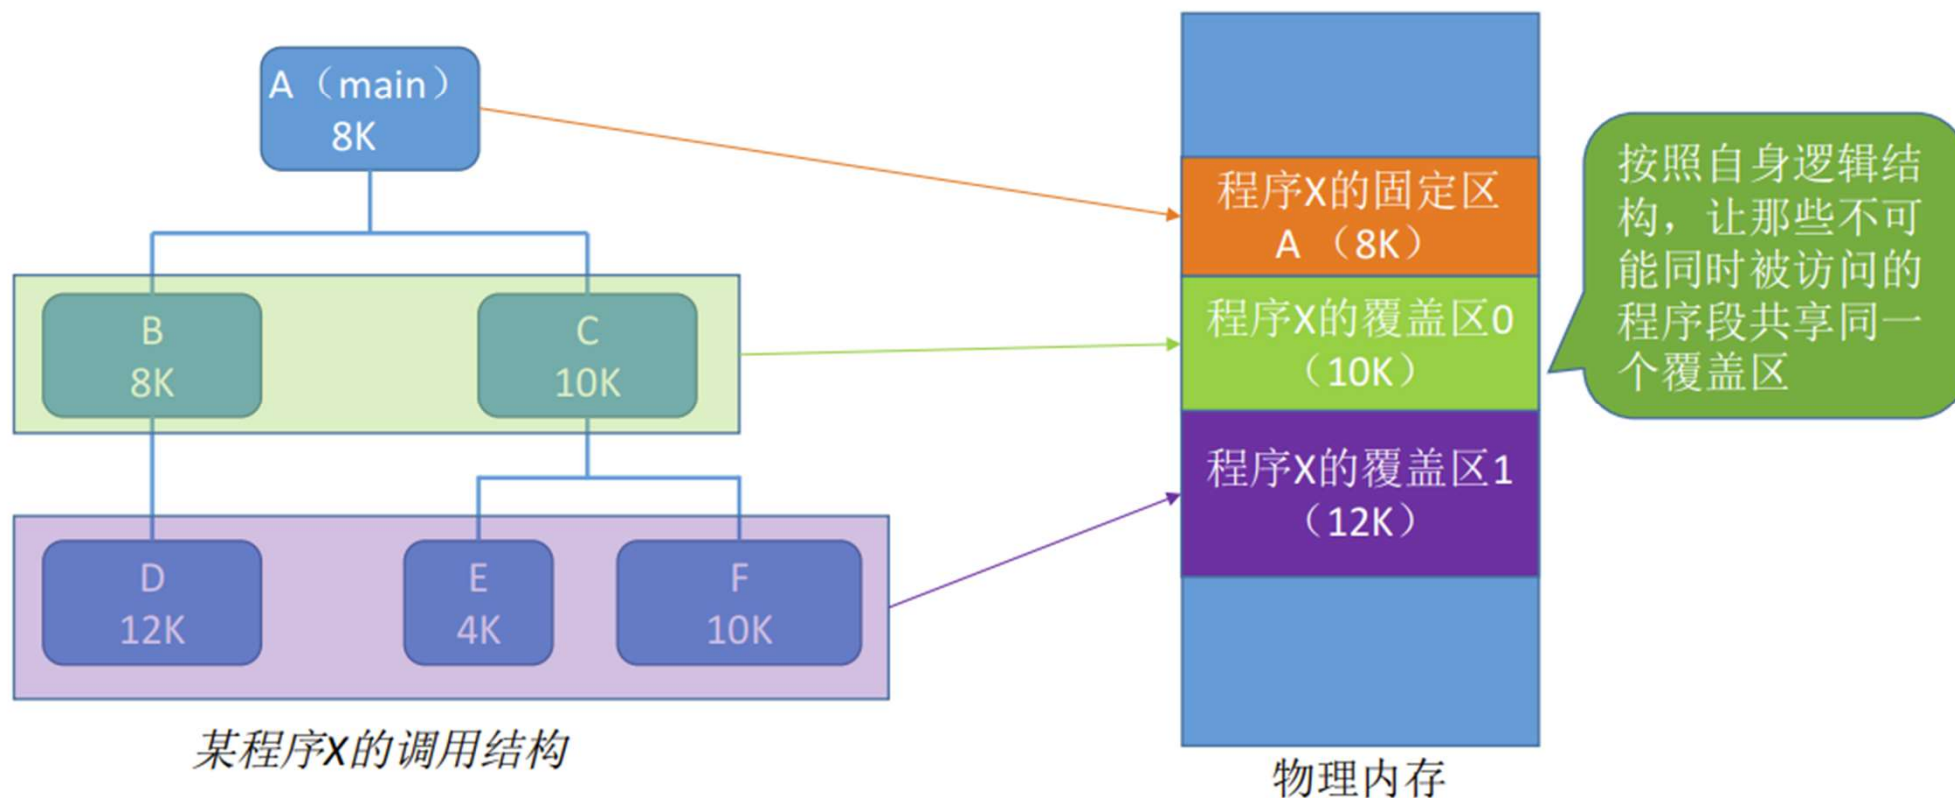 A（main）
8K
B
8K
C
10K
D
12K
E
4K
F
10K
某程序X的调用结构
程序X的固定区
A （8K）
程序X的覆盖区0
（10K）
程序X的覆盖区1
（12K）
物理内存
按照自身逻辑结
构，让那些不可
能同时被访问的
程序段共享同一
个覆盖区